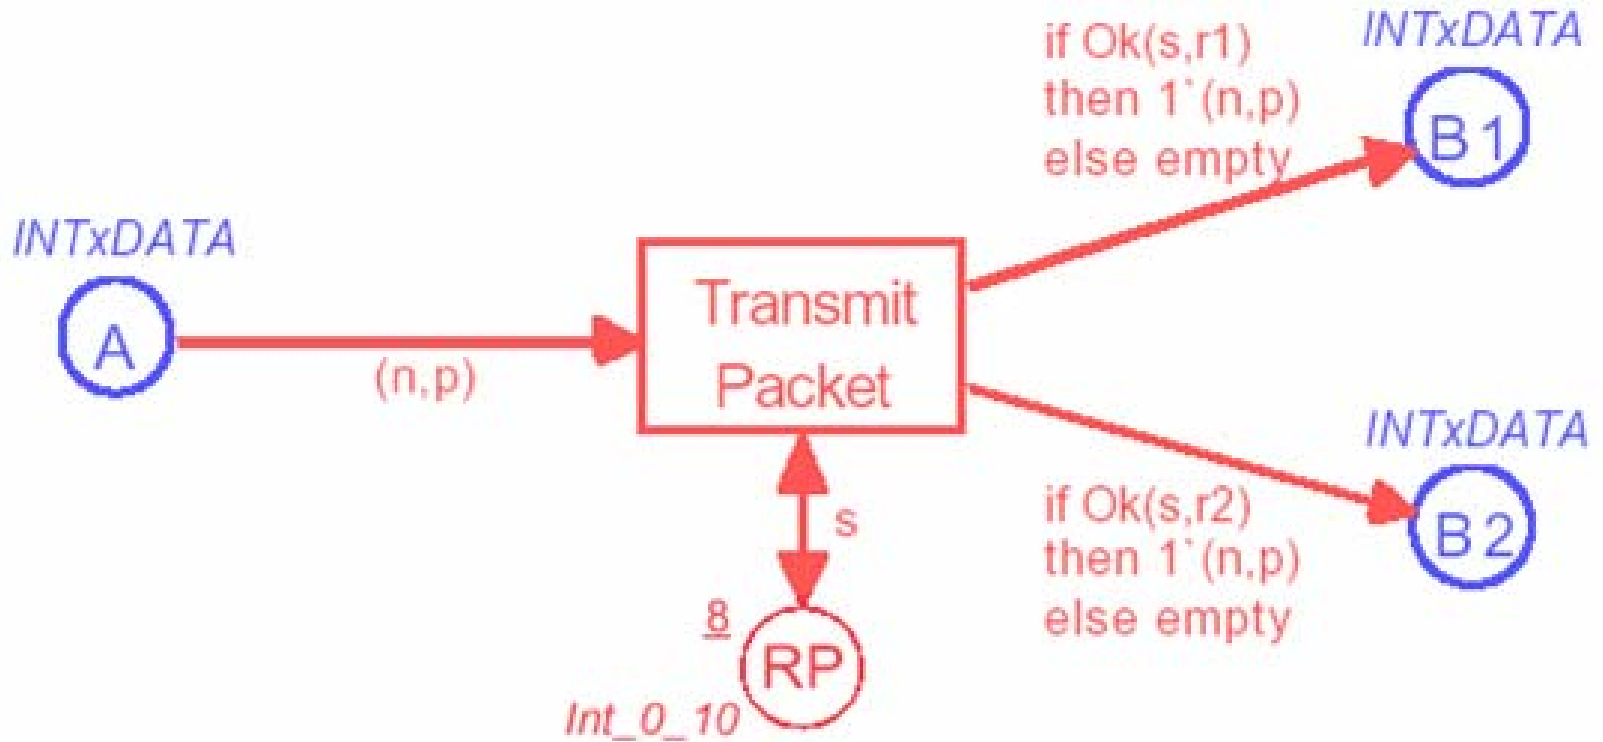 if Ok(s,r1)
then 1`(n,p)
else empty
INTxDATA
B1
INTxDATA
A
(n,p)
Transmit
Packet
INTxDATA
B2
s
if Ok(s,r2)
then 1`(n,p)
else empty
8
RP
Int_0_10